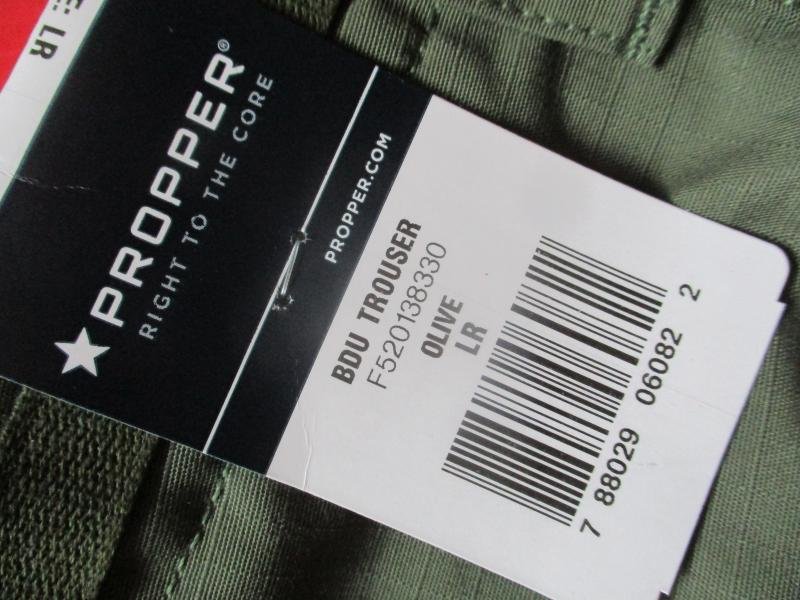 : LR
PROPPER®
RIGHT TO THE CORE
PROPPER.COM
BDU TROUSER
F520138330
OLIVE
LR
7 88029 06082 2